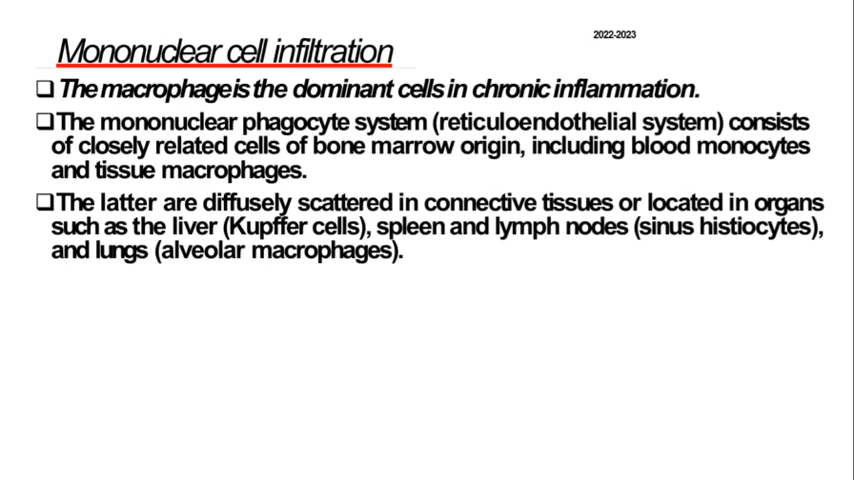 2022-2023
Mononuclear cell infiltration
❑ The macrophage is the dominant cells in chronic inflammation.
❑The mononuclear phagocyte system (reticuloendothelial system) consists
of closely related cells of bone marrow origin, including blood monocytes
and tissue macrophages.
❑The latter are diffusely scattered in connective tissues or located in organs
such as the liver (Kupffer cells), spleen and lymph nodes (sinus histiocytes),
and lungs (alveolar macrophages).